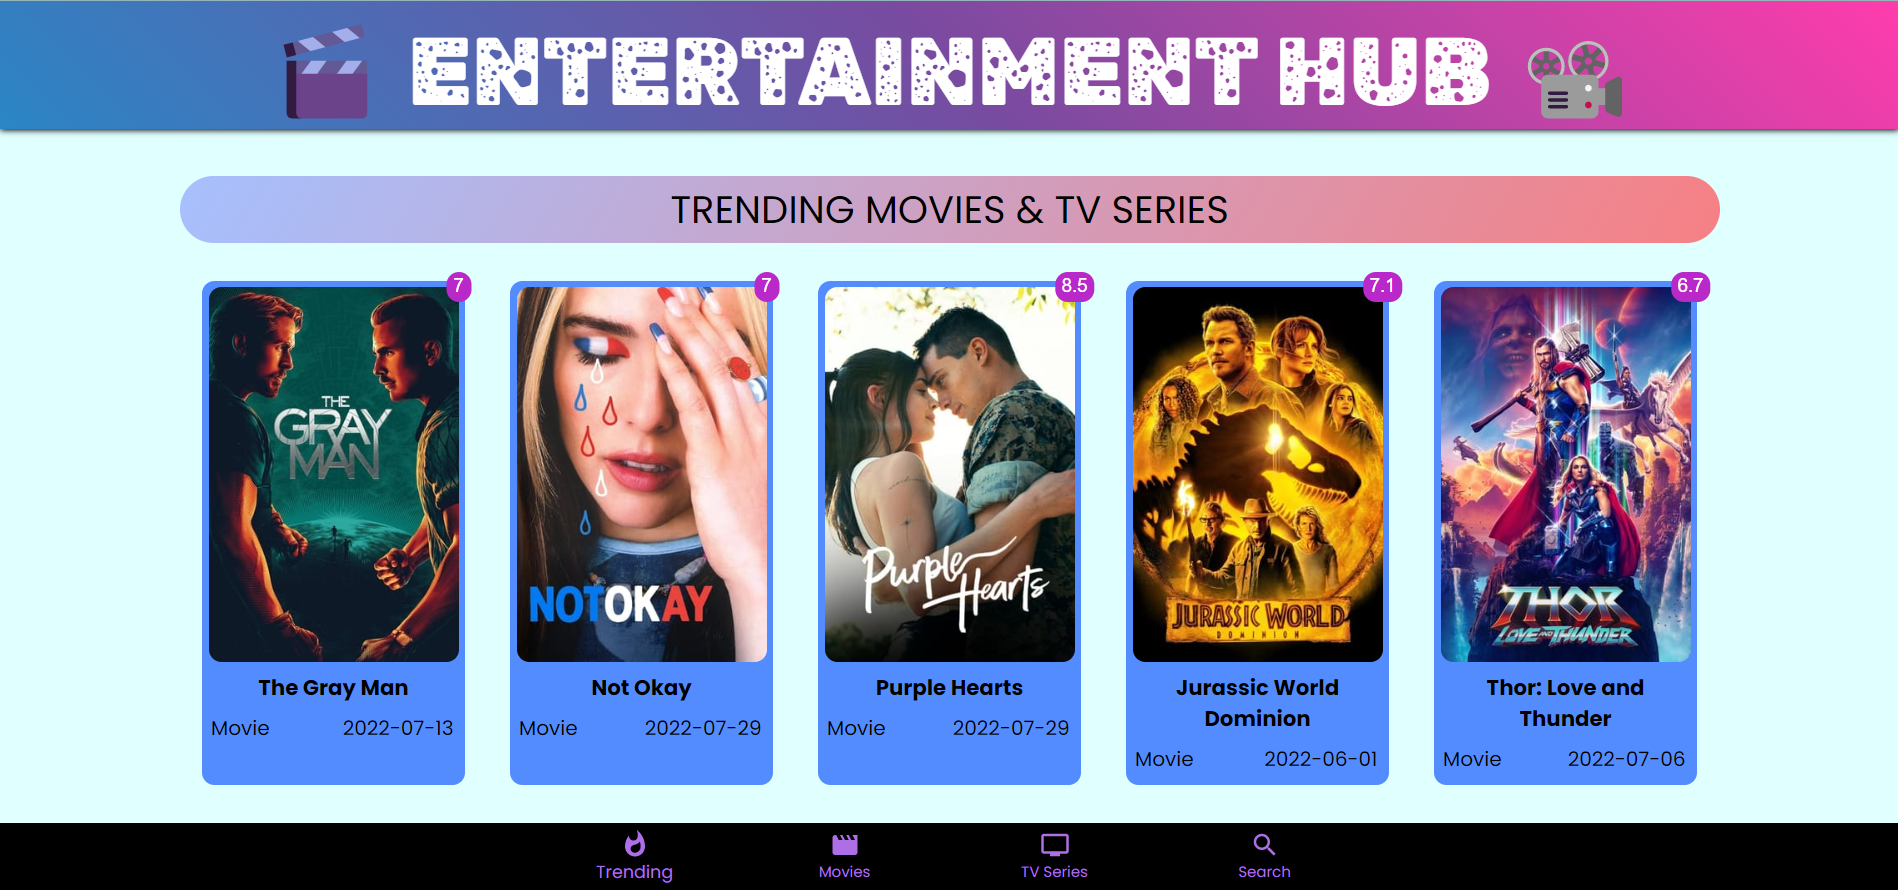 ENTERTAINMENT HUB
TRENDING MOVIES & TV SERIES
7
7
8.5
7.1
6.7
THE
GRAY
MAN
NOTOKAY
Purple
Hearts
JURASSIC WORLD
DOMINION
THOR
LOVE AND THUNDER
The Gray Man
Movie 2022-07-13
Not Okay
Movie 2022-07-29
Purple Hearts
Movie 2022-07-29
Jurassic World
Dominion
Movie 2022-06-01
Thor: Love and
Thunder
Movie 2022-07-06
Trending
Movies
TV Series
Search